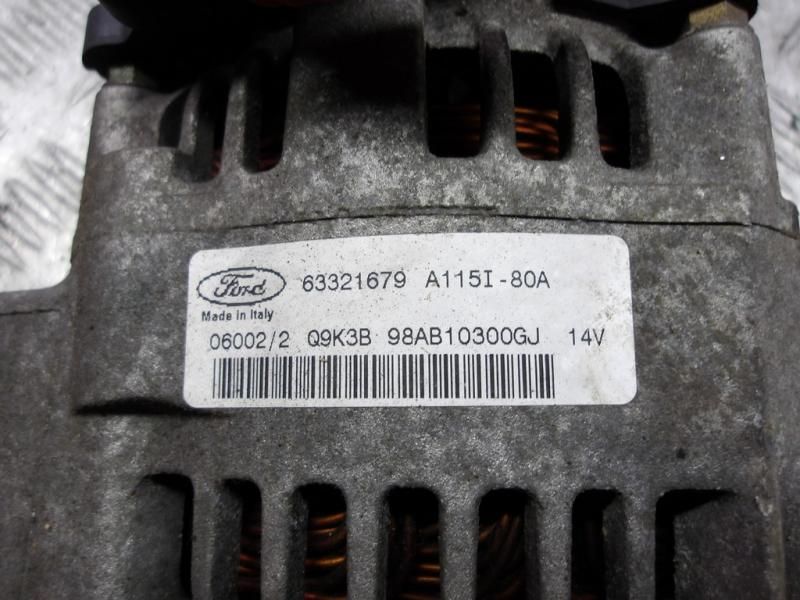 Ford 63321679 A115I-80A
Made in Italy
06002/2 Q9K3B 98AB10300GJ 14V